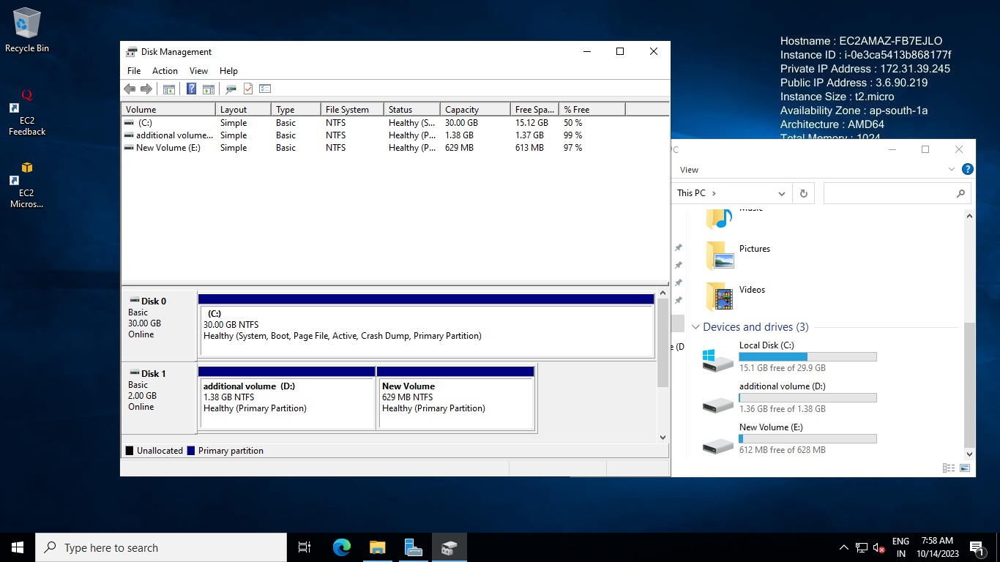 Recycle Bin
EC2
Feedback
EC2
Micros...
Hostname : EC2AMAZ-FB7EJLO
Instance ID : i-0e3ca5413b868177f
Private IP Address : 172.31.39.245
Public IP Address : 3.6.90.219
Instance Size : t2.micro
Availability Zone : ap-south-1a
Architecture : AMD64
Total Memory : 1024
Disk Management
File Action View Help
Volume Layout Type File System Status Capacity Free Spa... % Free
(C:) Simple Basic NTFS Healthy (S... 30.00 GB 15.12 GB 50 %
additional volume... Simple Basic NTFS Healthy (P... 1.38 GB 1.37 GB 99 %
New Volume (E:) Simple Basic NTFS Healthy (P... 629 MB 613 MB 97 %
Disk 0
Basic
30.00 GB
Online
(C:)
30.00 GB NTFS
Healthy (System, Boot, Page File, Active, Crash Dump, Primary Partition)
Disk 1
Basic
2.00 GB
Online
additional volume (D:)
1.38 GB NTFS
Healthy (Primary Partition)
New Volume
629 MB NTFS
Healthy (Primary Partition)
Unallocated Primary partition
PC
View
This PC
Music
Pictures
Videos
e (D
Devices and drives (3)
Local Disk (C:)
15.1 GB free of 29.9 GB
additional volume (D:)
1.36 GB free of 1.38 GB
New Volume (E:)
612 MB free of 628 MB
Type here to search
ENG
IN
7:58 AM
10/14/2023
1